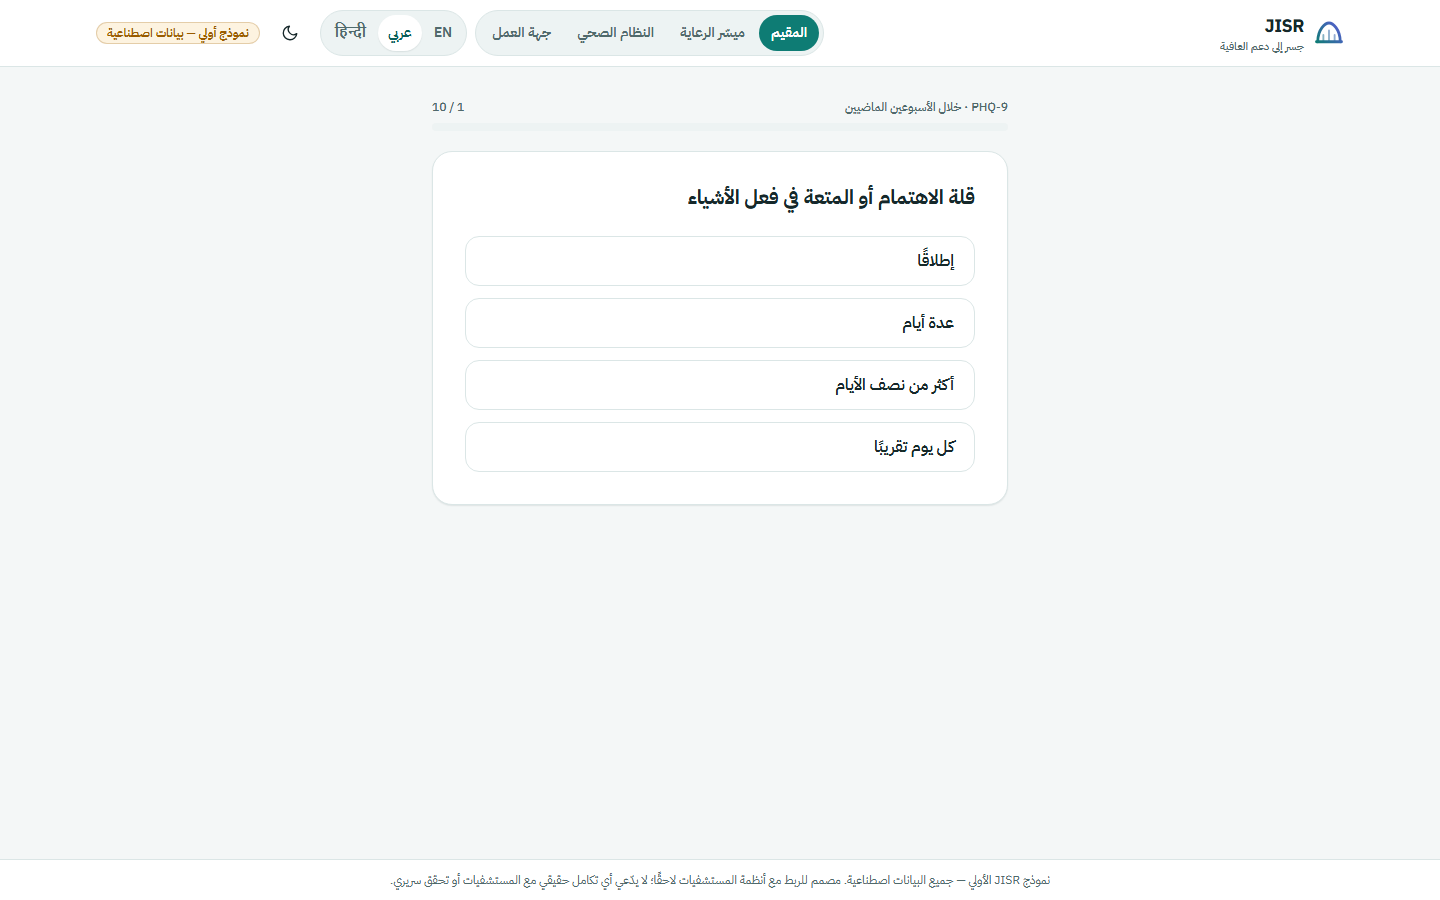 JISR
جسر إلى دعم العافية
المقيم
ميسّر الرعاية
النظام الصحي
جهة العمل
EN
عربي
हिन्दी
نموذج أولي — بيانات اصطناعية
PHQ-9 · خلال الأسبوعين الماضيين
1 / 10
قلة الاهتمام أو المتعة في فعل الأشياء
إطلاقًا
عدة أيام
أكثر من نصف الأيام
كل يوم تقريبًا
نموذج JISR الأولي — جميع البيانات اصطناعية. مصمم للربط مع أنظمة المستشفيات لاحقًا؛ لا يدّعي أي تكامل حقيقي مع المستشفيات أو تحقق سريري.